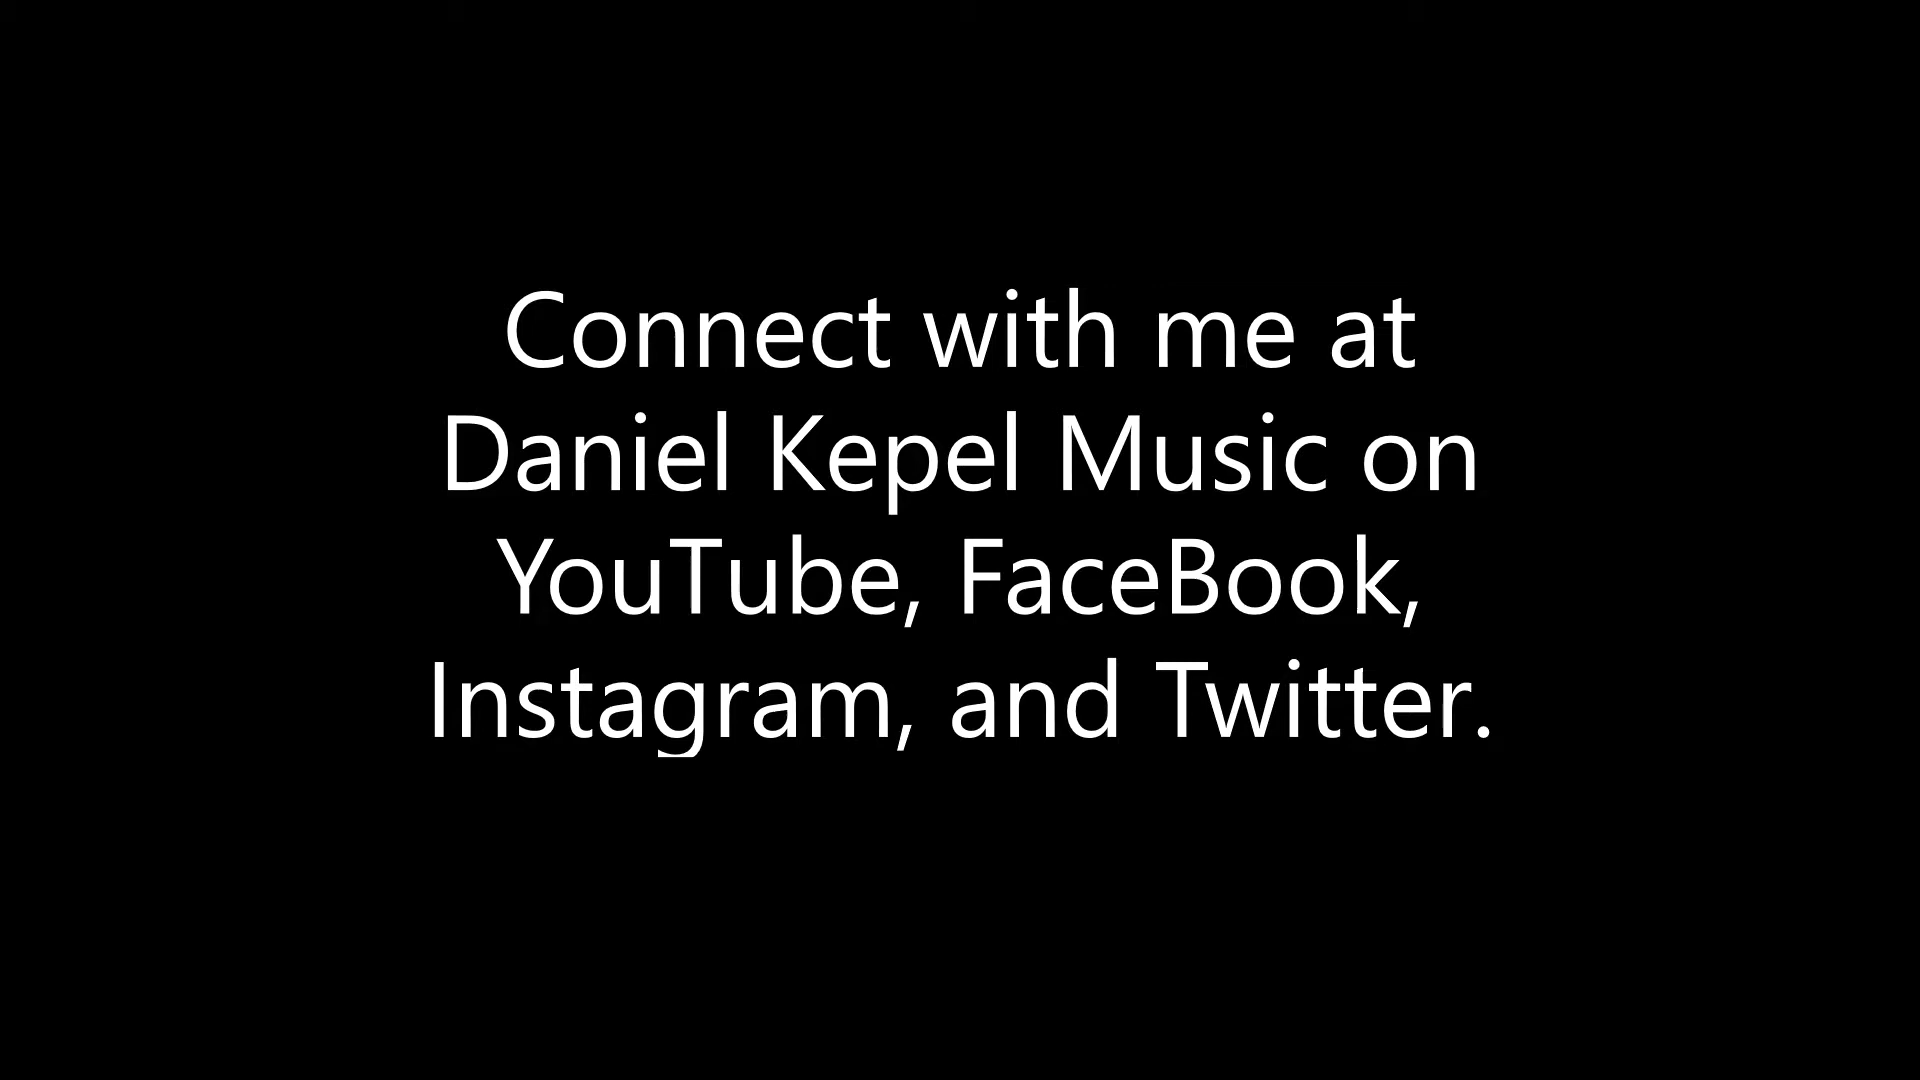 Connect with me at
Daniel Kepel Music on
YouTube, FaceBook,
Instagram, and Twitter.